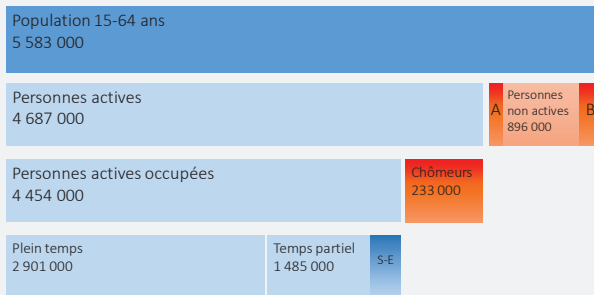 Population 15-64 ans
5 583 000
Personnes actives
4 687 000
A
Personnes
non actives
896 000
B
Personnes actives occupées
4 454 000
Chômeurs
233 000
Plein temps
2 901 000
Temps partiel
1 485 000
S-E